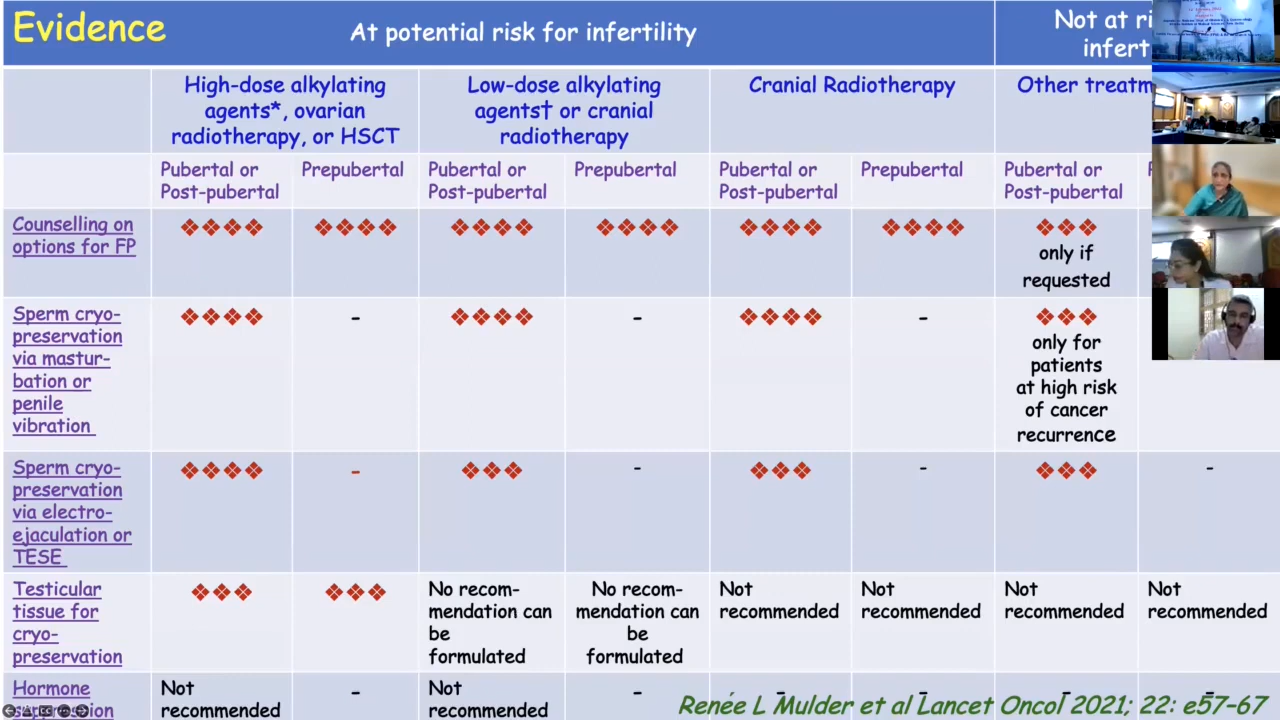 Evidence
At potential risk for infertility
Not at ri
infert
High-dose alkylating
agents*, ovarian
radiotherapy, or HSCT
Low-dose alkylating
agents† or cranial
radiotherapy
Cranial Radiotherapy
Other treatm
Pubertal or
Post-pubertal
Prepubertal
Pubertal or
Post-pubertal
Prepubertal
Pubertal or
Post-pubertal
Prepubertal
Pubertal or
Post-pubertal
Counselling on
options for FP
❖❖❖❖
❖❖❖❖
❖❖❖❖
❖❖❖❖
❖❖❖❖
❖❖❖❖
❖❖❖
only if
requested
Sperm cryo-
preservation
via mastur-
bation or
penile
vibration
❖❖❖❖
-
❖❖❖❖
-
❖❖❖❖
-
❖❖❖
only for
patients
at high risk
of cancer
recurrence
Sperm cryo-
preservation
via electro-
ejaculation or
TESE
❖❖❖❖
-
❖❖❖
-
❖❖❖
-
❖❖❖
-
Testicular
tissue for
cryo-
preservation
❖❖❖
❖❖❖
No recom-
mendation can
be
formulated
No recom-
mendation can
be
formulated
Not
recommended
Not
recommended
Not
recommended
Not
recommended
Hormone
Not
recommended
-
Not
recommended
-
-
-
-
-
Renée L Mulder et al Lancet Oncol 2021; 22: e57–67